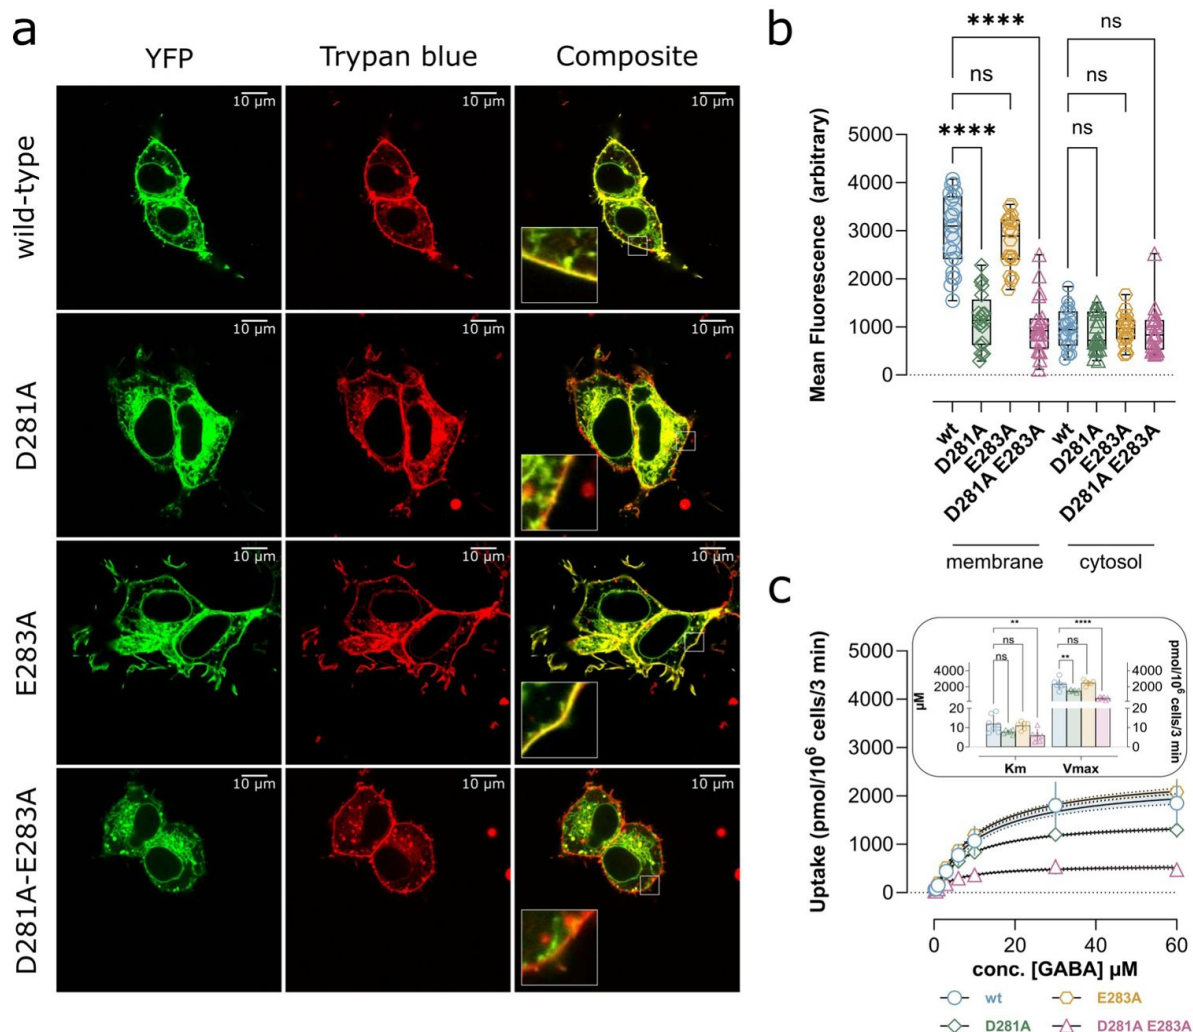 a
YFP
Trypan blue
Composite
wild-type
10 µm
10 µm
10 µm
D281A
10 µm
10 µm
10 µm
E283A
10 µm
10 µm
10 µm
D281A-E283A
10 µm
10 µm
10 µm
b
****
ns
ns
ns
****
ns
Mean Fluorescence (arbitrary)
5000
4000
3000
2000
1000
0
wt
D281A
E283A
D281A E283A
wt
D281A
E283A
D281A E283A
membrane
cytosol
c
Uptake (pmol/10⁶ cells/3 min)
5000
4000
3000
2000
1000
0
µM
4000
2000
20
10
0
**
ns
ns
****
ns
**
4000
2000
20
10
0
pmol/10⁶ cells/3 min
Km
Vmax
0
20
40
60
conc. [GABA] µM
wt
E283A
D281A
D281A E283A